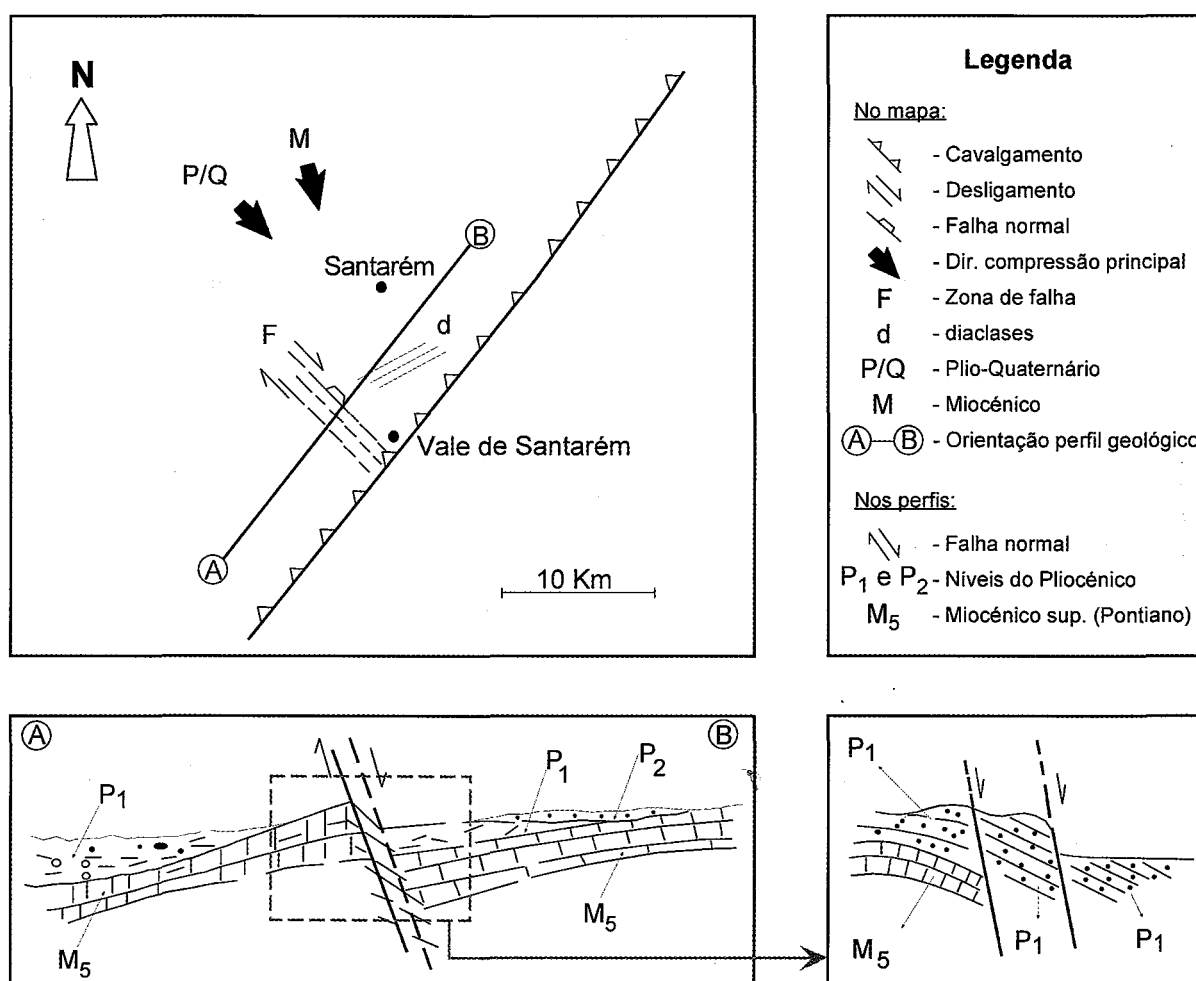 N
M
P/Q
B
Santarém
F
d
Vale de Santarém
A
10 Km
Legenda
No mapa:
- Cavalgamento
- Desligamento
- Falha normal
- Dir. compressão principal
F - Zona de falha
d - diaclases
P/Q - Plio-Quaternário
M - Miocénico
A B - Orientação perfil geológico
Nos perfis:
- Falha normal
P1 e P2 - Níveis do Pliocénico
M5 - Miocénico sup. (Pontiano)
A B
P1 P1 P2
M5 M5
P1
M5 P1 P1